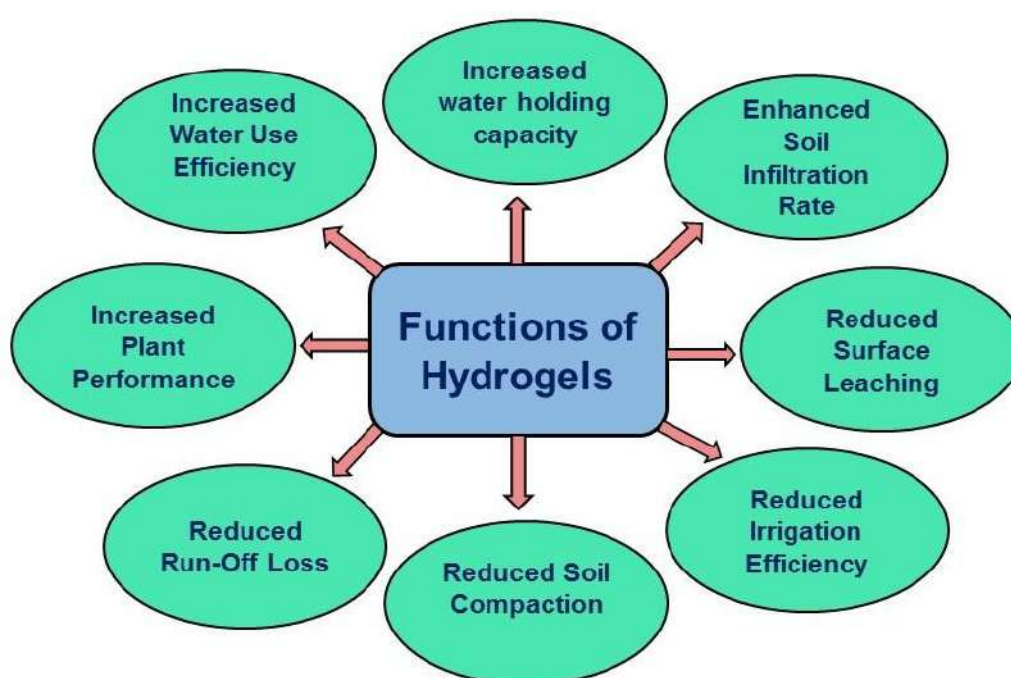 Increased
Water Use
Efficiency
Increased
water holding
capacity
Enhanced
Soil
Infiltration
Rate
Increased
Plant
Performance
Functions of
Hydrogels
Reduced
Surface
Leaching
Reduced
Run-Off Loss
Reduced Soil
Compaction
Reduced
Irrigation
Efficiency